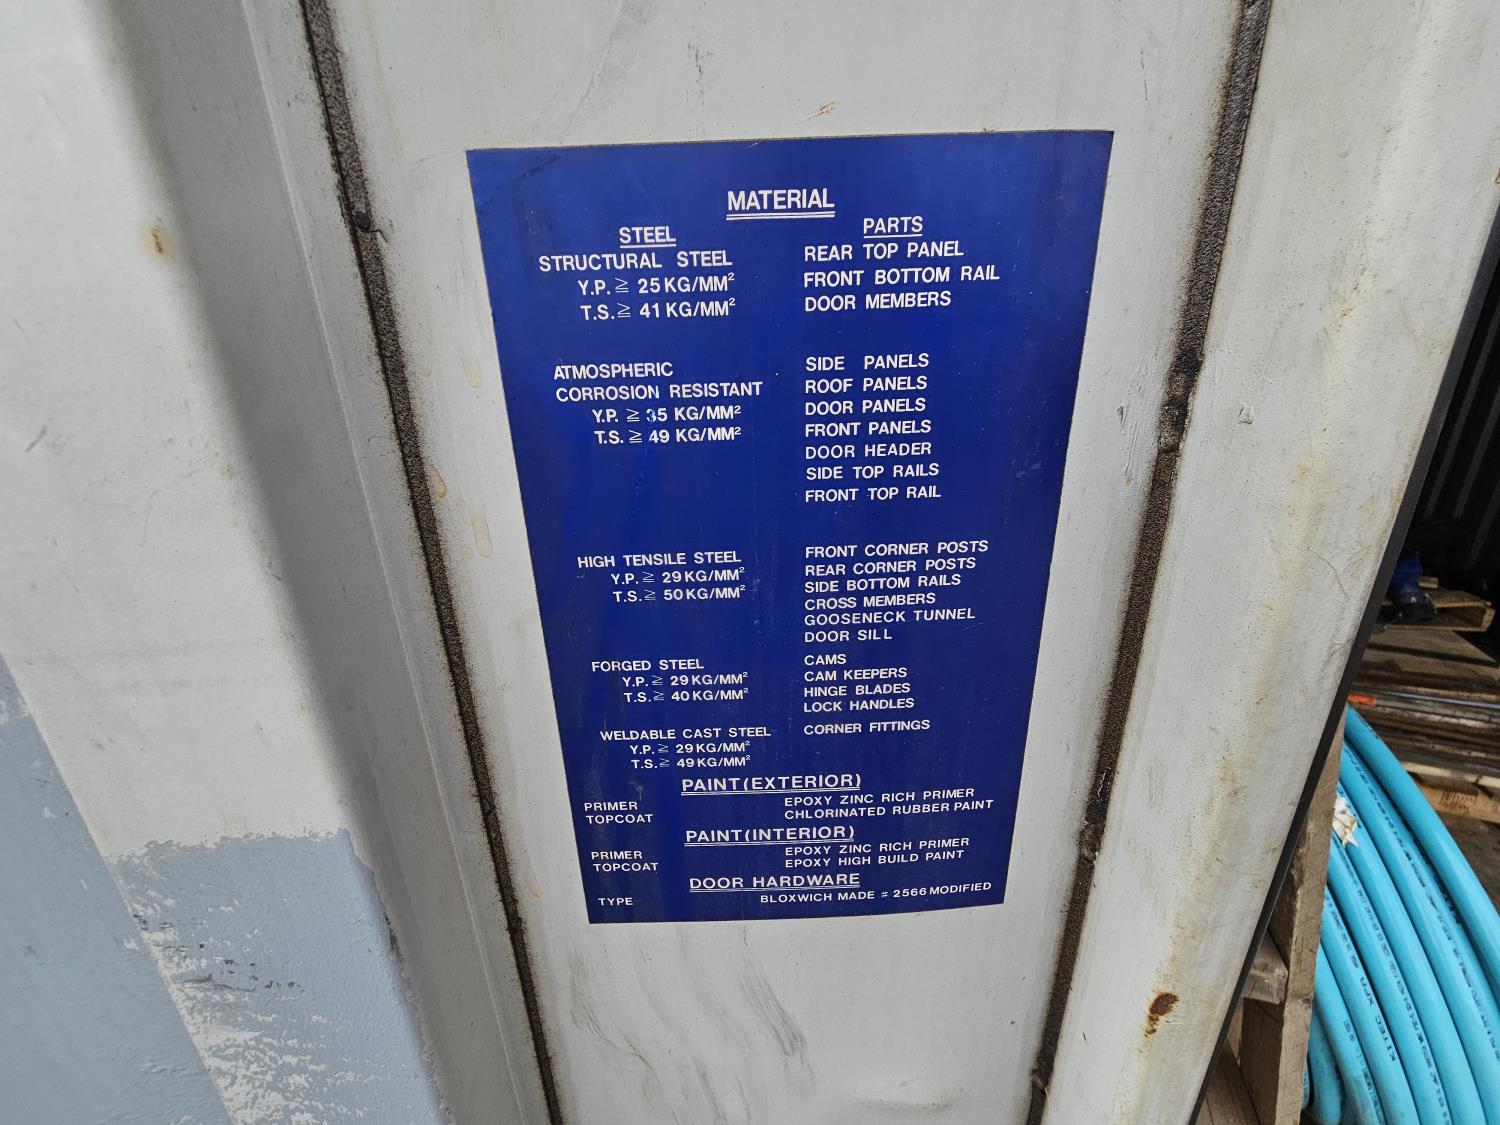 MATERIAL
STEEL
STRUCTURAL STEEL
Y.P. ≧ 25 KG/MM²
T.S. ≧ 41 KG/MM²
PARTS
REAR TOP PANEL
FRONT BOTTOM RAIL
DOOR MEMBERS
ATMOSPHERIC
CORROSION RESISTANT
Y.P. ≧ 35 KG/MM²
T.S. ≧ 49 KG/MM²
SIDE PANELS
ROOF PANELS
DOOR PANELS
FRONT PANELS
DOOR HEADER
SIDE TOP RAILS
FRONT TOP RAIL
HIGH TENSILE STEEL
Y.P. ≧ 29 KG/MM²
T.S. ≧ 50 KG/MM²
FRONT CORNER POSTS
REAR CORNER POSTS
SIDE BOTTOM RAILS
CROSS MEMBERS
GOOSENECK TUNNEL
DOOR SILL
FORGED STEEL
Y.P. ≧ 29 KG/MM²
T.S. ≧ 40 KG/MM²
CAMS
CAM KEEPERS
HINGE BLADES
LOCK HANDLES
WELDABLE CAST STEEL
Y.P. ≧ 29 KG/MM²
T.S. ≧ 49 KG/MM²
CORNER FITTINGS
PAINT (EXTERIOR)
PRIMER EPOXY ZINC RICH PRIMER
TOPCOAT CHLORINATED RUBBER PAINT
PAINT (INTERIOR)
PRIMER EPOXY ZINC RICH PRIMER
TOPCOAT EPOXY HIGH BUILD PAINT
DOOR HARDWARE
TYPE BLOXWICH MADE # 2566 MODIFIED
KITEC XPA